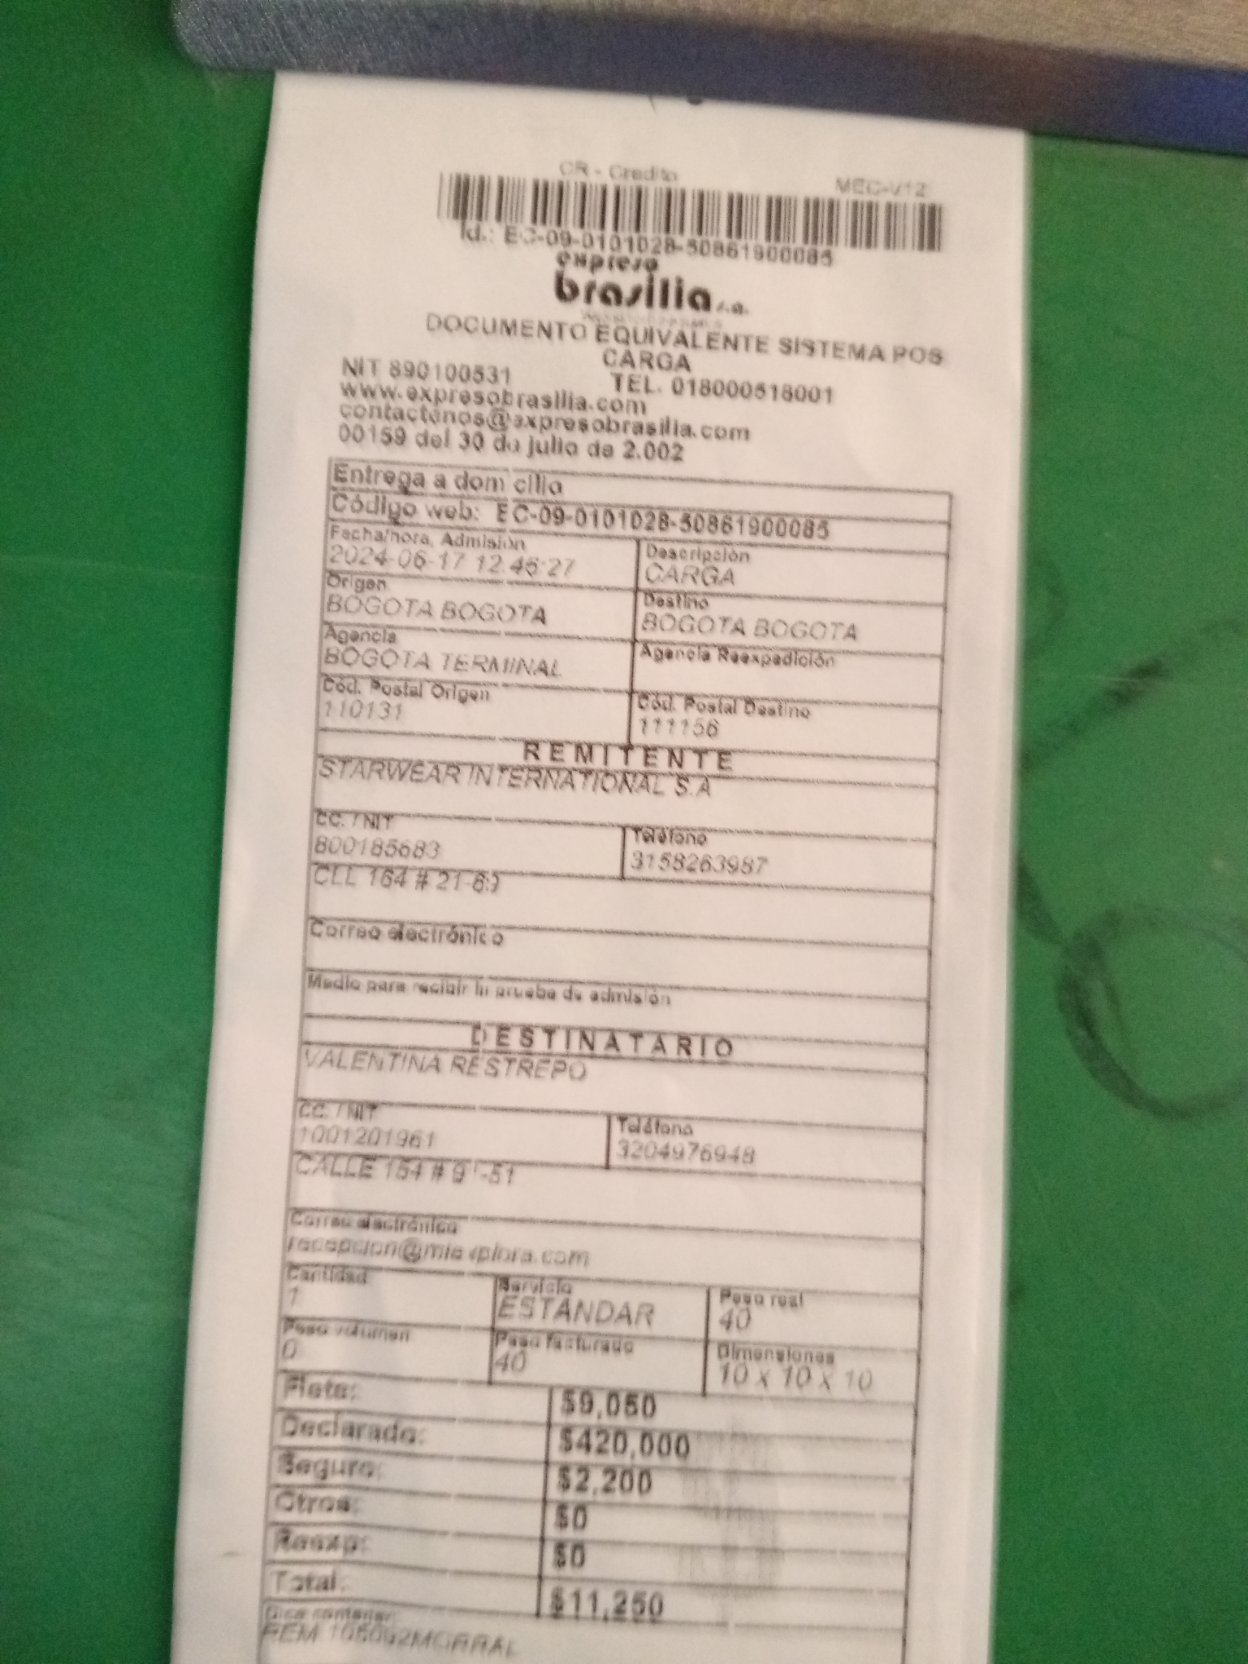 CR - Credito MEC-V12
Id.: EC-09-0101028-50861900085
expreso
brasilia s.a.
DOCUMENTO EQUIVALENTE SISTEMA POS
CARGA
NIT 890100531 TEL. 018000518001
www.expresobrasilia.com
contactenos@expresobrasilia.com
00159 del 30 de julio de 2.002
Entrega a domicilio
Código web: EC-09-0101028-50861900085
Fecha/hora, Admisión Descripción
2024-06-17 12:45:27 CARGA
Origen Destino
BOGOTA BOGOTA BOGOTA BOGOTA
Agencia Agencia Reexpedición
BOGOTA TERMINAL
Cód. Postal Origen Cód. Postal Destino
110131 111156
REMITENTE
STARWEAR INTERNATIONAL S.A
CC. / NIT Teléfono
800185683 3158263987
CLL 164 #
Correo electrónico
Medio para recibir la prueba de admisión
DESTINATARIO
VALENTINA RESTREPO
CC. / NIT Teléfono
1001201961 3204976948
CALLE 154 #
Correo electrónico
Cantidad Servicio Peso real
1 ESTÁNDAR 40
Peso volumen Peso facturado Dimensiones
0 40 10 x 10 x 10
Flete: $9,050
Declarado: $420,000
Seguro: $2,200
Otros: $0
Reexp: $0
Total: $11,250
Dice contener: